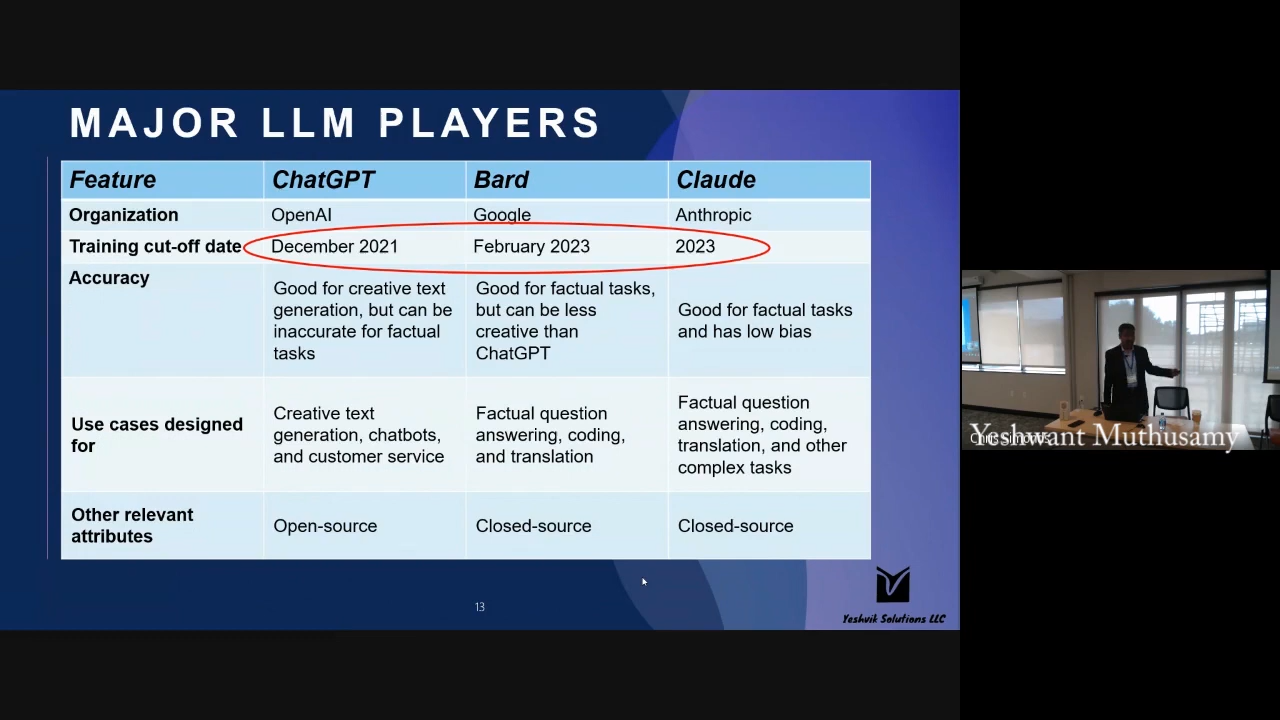 MAJOR LLM PLAYERS
Feature
ChatGPT
Bard
Claude
Organization
OpenAI
Google
Anthropic
Training cut-off date
December 2021
February 2023
2023
Accuracy
Good for creative text
generation, but can be
inaccurate for factual
tasks
Good for factual tasks,
but can be less
creative than
ChatGPT
Good for factual tasks
and has low bias
Use cases designed
for
Creative text
generation, chatbots,
and customer service
Factual question
answering, coding,
and translation
Factual question
answering, coding,
translation, and other
complex tasks
Other relevant
attributes
Open-source
Closed-source
Closed-source
13
Yeshvik Solutions LLC
Yeshwant Muthusamy